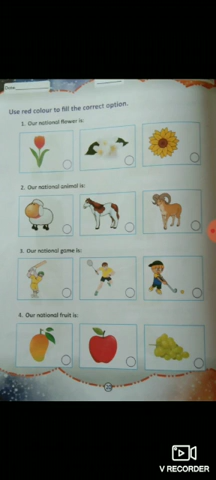 Use red colour to fill the correct option.
1. Our national flower is:
2. Our national animal is:
3. Our national game is:
4. Our national fruit is:
V RECORDER